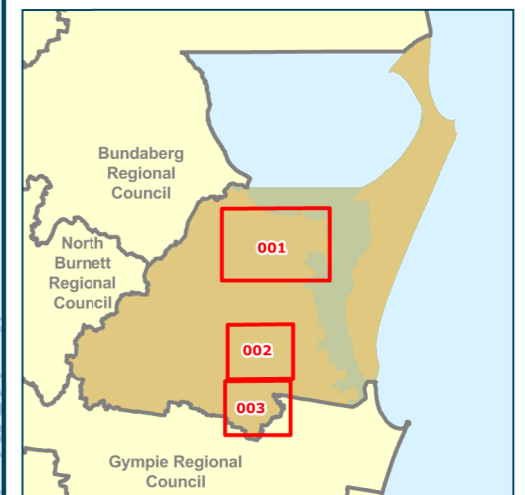 Bundaberg
Regional
Council
North
Burnett
Regional
Council
001
002
003
Gympie Regional
Council